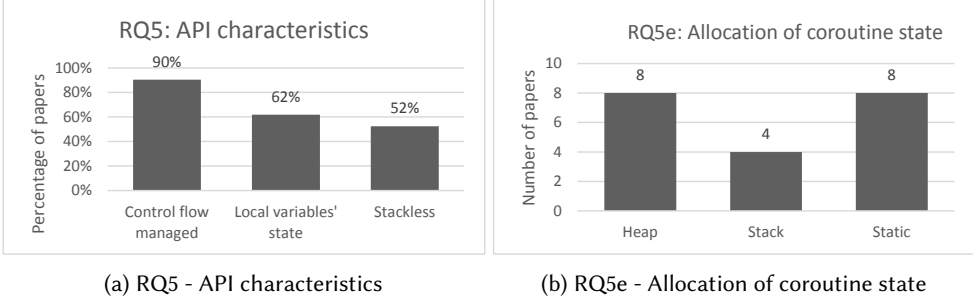 RQ5: API characteristics
Percentage of papers
100%
80%
60%
40%
20%
0%
90%
62%
52%
Control flow
managed
Local variables'
state
Stackless
(a) RQ5 - API characteristics
RQ5e: Allocation of coroutine state
Number of papers
10
8
6
4
2
0
8
4
8
Heap
Stack
Static
(b) RQ5e - Allocation of coroutine state